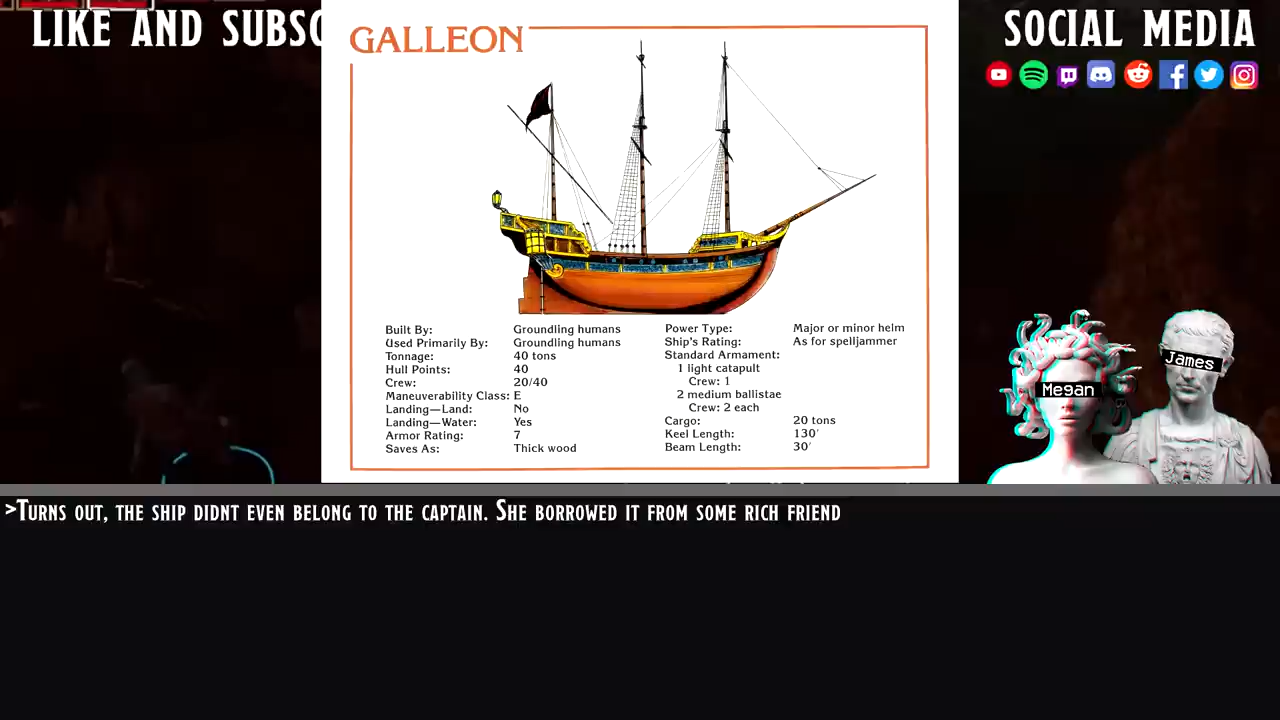 LIKE AND SUBSC
GALLEON
SOCIAL MEDIA
Built By: Groundling humans
Used Primarily By: Groundling humans
Tonnage: 40 tons
Hull Points: 40
Crew: 20/40
Maneuverability Class: E
Landing—Land: No
Landing—Water: Yes
Armor Rating: 7
Saves As: Thick wood
Power Type: Major or minor helm
Ship's Rating: As for spelljammer
Standard Armament:
1 light catapult
Crew: 1
2 medium ballistae
Crew: 2 each
Cargo: 20 tons
Keel Length: 130'
Beam Length: 30'
Megan
James
>Turns out, the ship didnt even belong to the captain. She borrowed it from some rich friend